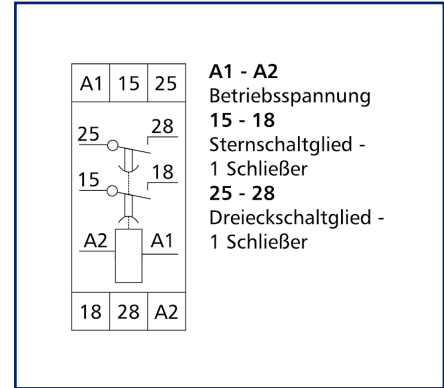 A1 15 25
25 28
15 18
A2 A1
18 28 A2
A1 - A2
Betriebsspannung
15 - 18
Sternschaltglied -
1 Schließer
25 - 28
Dreieckschaltglied -
1 Schließer